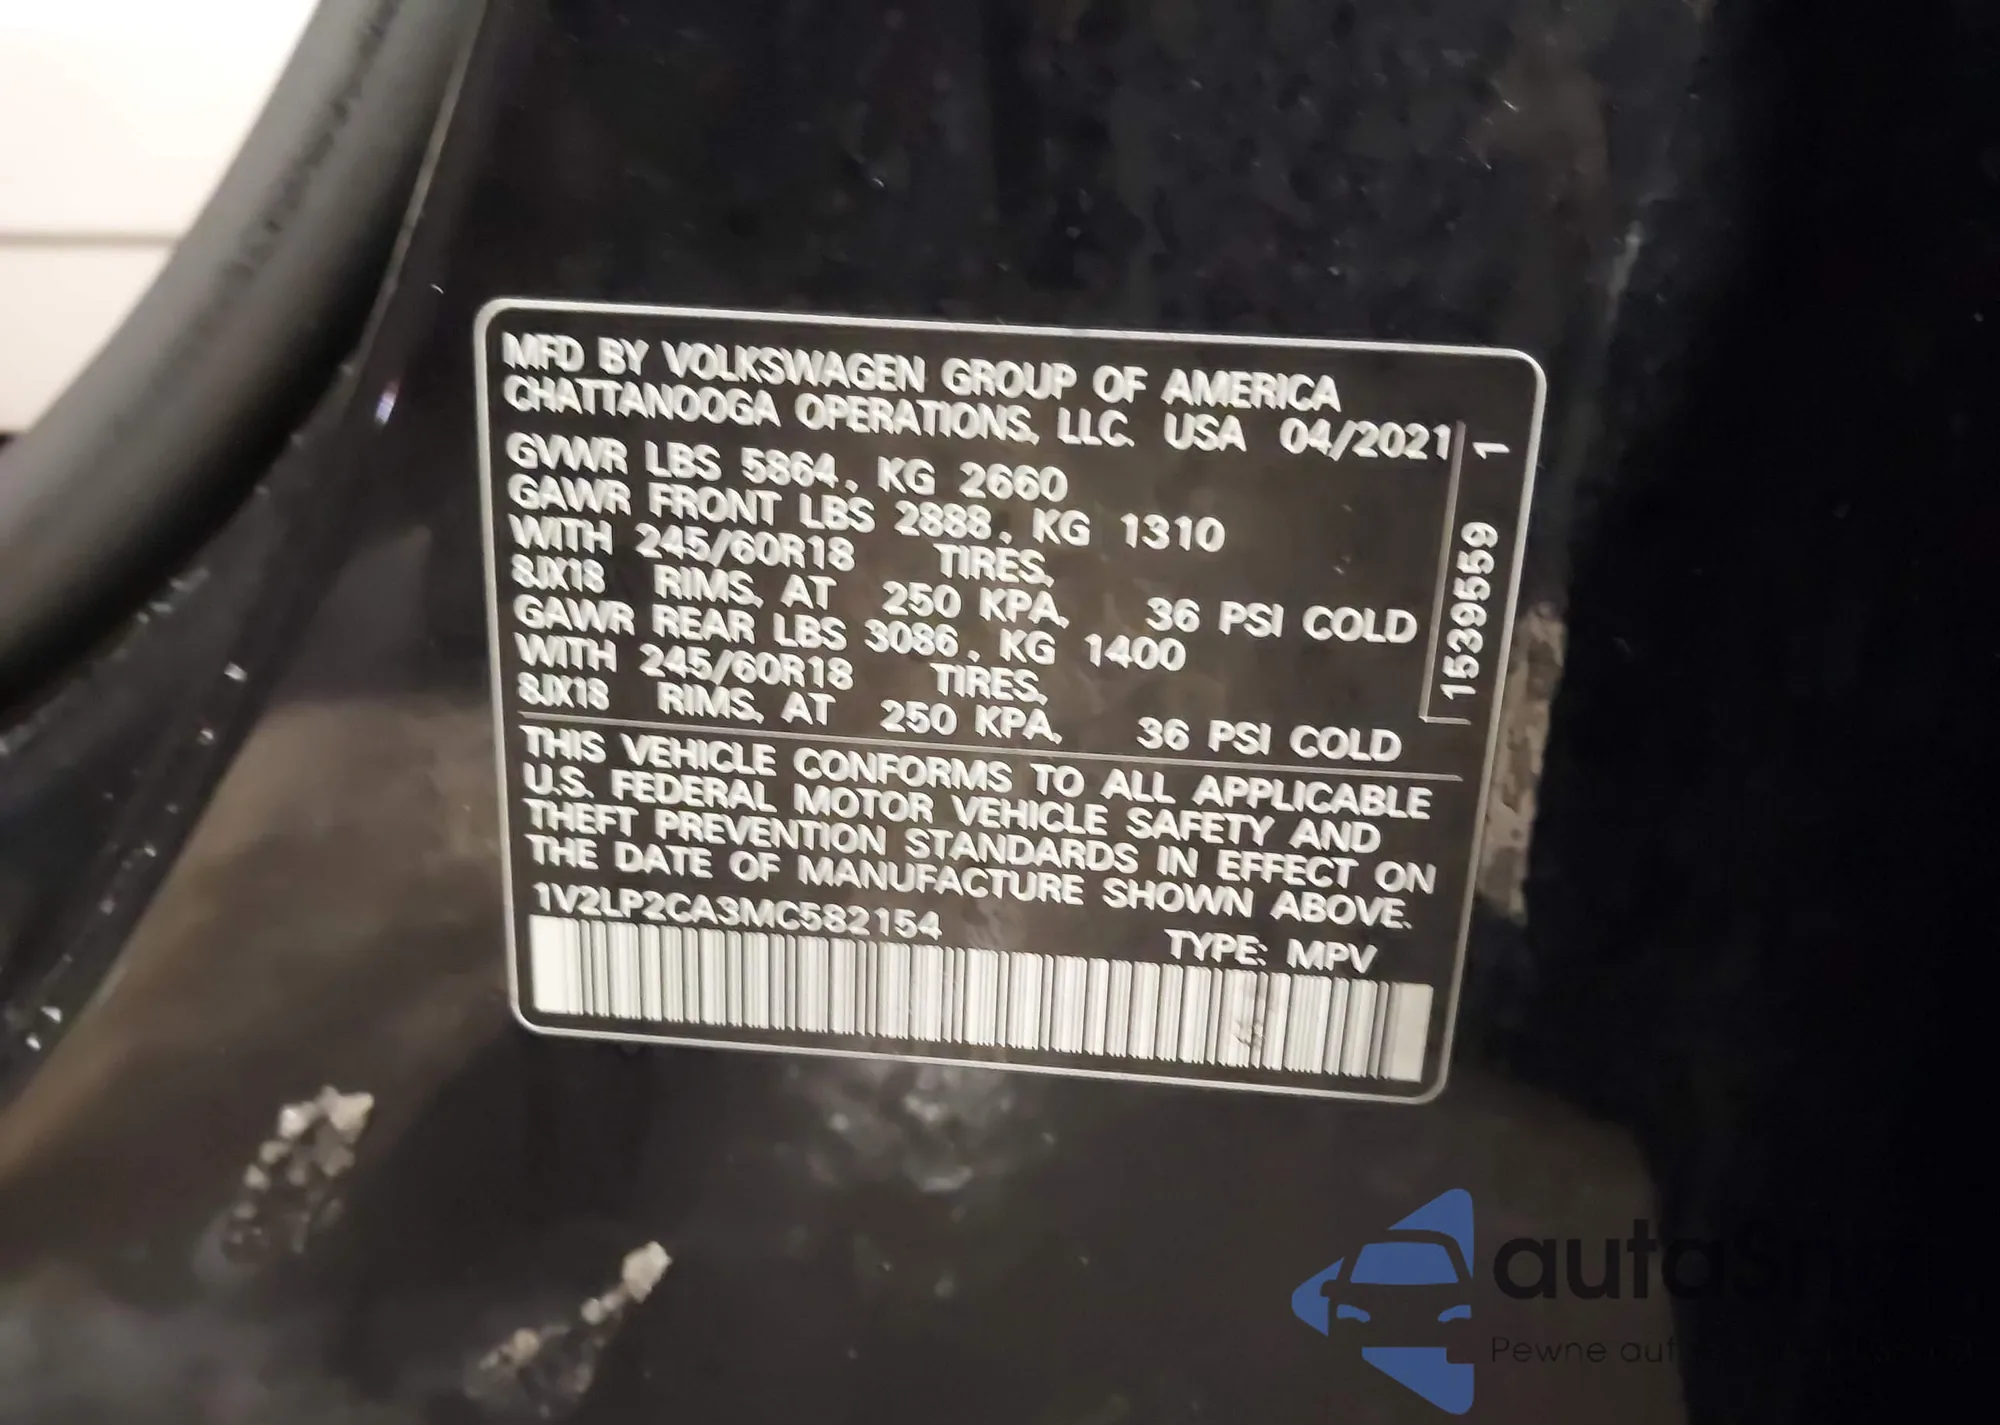 MFD BY VOLKSWAGEN GROUP OF AMERICA
CHATTANOOGA OPERATIONS, LLC. USA 04/2021
GVWR LBS 5864, KG 2660
GAWR FRONT LBS 2888, KG 1310
WITH 245/60R18 TIRES,
8JX18 RIMS, AT 250 KPA, 36 PSI COLD
GAWR REAR LBS 3086, KG 1400
WITH 245/60R18 TIRES,
8JX18 RIMS, AT 250 KPA, 36 PSI COLD
1539559 1
THIS VEHICLE CONFORMS TO ALL APPLICABLE
U.S. FEDERAL MOTOR VEHICLE SAFETY AND
THEFT PREVENTION STANDARDS IN EFFECT ON
THE DATE OF MANUFACTURE SHOWN ABOVE.
1V2LP2CA3MC582154
TYPE: MPV
Pewne